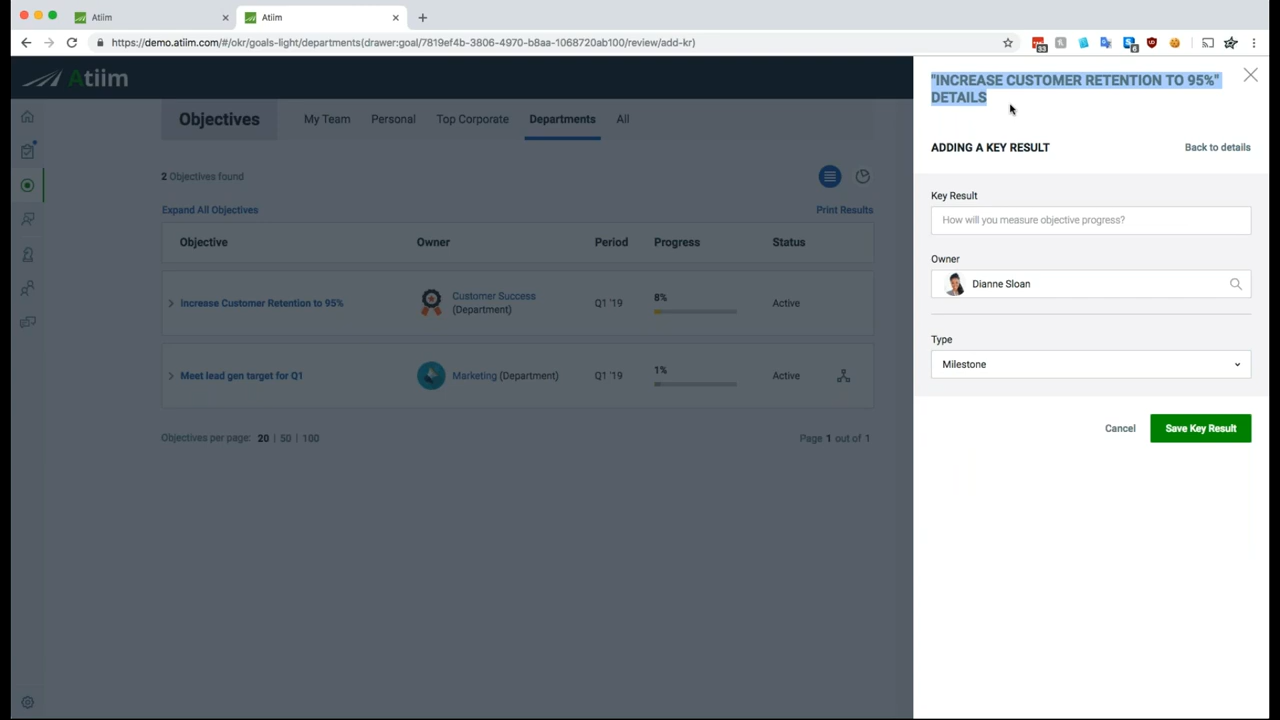 Atiim
Atiim
https://demo.atiim.com/#/okr/goals-light/departments(drawer:goal/7819ef4b-3806-4970-b8aa-1068720ab100/review/add-kr)
Atiim
Objectives
My Team
Personal
Top Corporate
Departments
All
2 Objectives found
Expand All Objectives
Print Results
Objective
Owner
Period
Progress
Status
Increase Customer Retention to 95%
Customer Success
(Department)
Q1 '19
8%
Active
Meet lead gen target for Q1
Marketing (Department)
Q1 '19
1%
Active
Objectives per page: 20 | 50 | 100
Page 1 out of 1
"INCREASE CUSTOMER RETENTION TO 95%"
DETAILS
ADDING A KEY RESULT
Back to details
Key Result
How will you measure objective progress?
Owner
Dianne Sloan
Type
Milestone
Cancel
Save Key Result